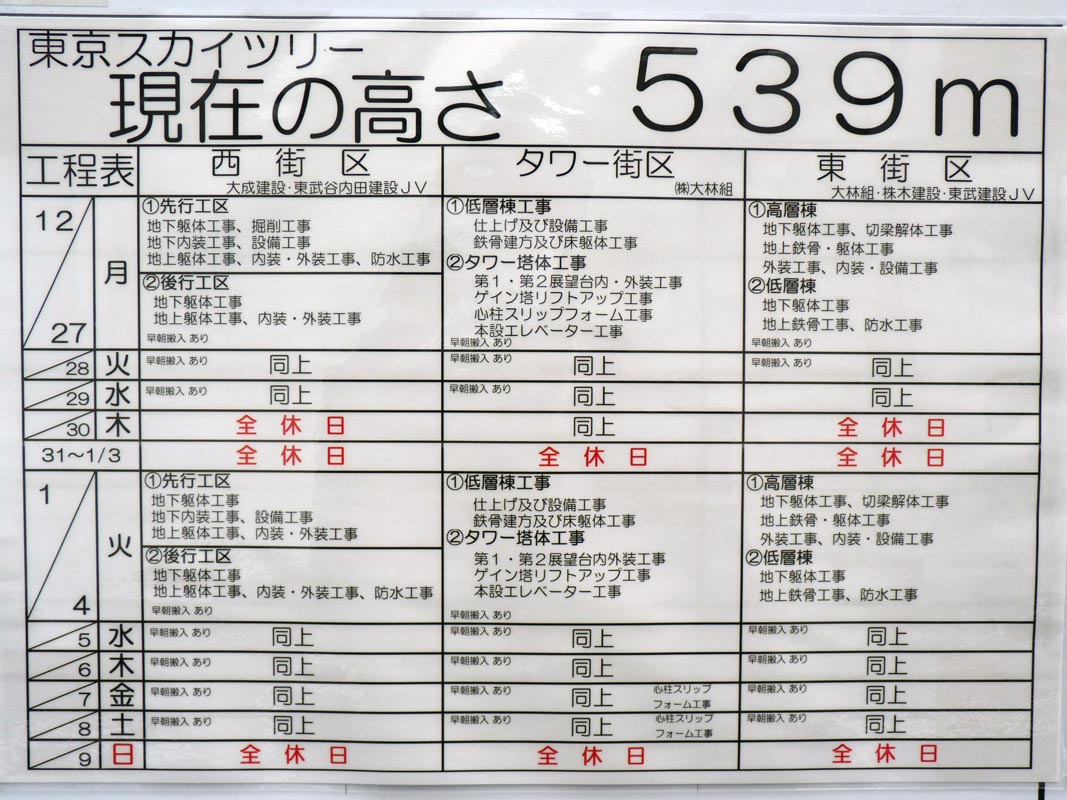 東京スカイツリー
現在の高さ ５３９ｍ
工程表 西街区 タワー街区 東街区
大成建設・東武谷内田建設ＪＶ ㈱大林組 大林組・株木建設・東武建設ＪＶ
12/27 月
①先行工区
地下躯体工事、掘削工事
地下内装工事、設備工事
地上躯体工事、内装・外装工事、防水工事
②後行工区
地下躯体工事
地上躯体工事、内装・外装工事
早朝搬入 あり
①低層棟工事
仕上げ及び設備工事
鉄骨建方及び床躯体工事
②タワー塔体工事
第１・第２展望台内・外装工事
ゲイン塔リフトアップ工事
心柱スリップフォーム工事
本設エレベーター工事
早朝搬入 あり
①高層棟
地下躯体工事、切梁解体工事
地上鉄骨・躯体工事
外装工事、内装・設備工事
②低層棟
地下躯体工事
地上鉄骨工事、防水工事
早朝搬入 あり
28 火 早朝搬入 あり 同上 早朝搬入 あり 同上 早朝搬入 あり 同上
29 水 早朝搬入 あり 同上 早朝搬入 あり 同上 同上
30 木 全休日 同上 全休日
31～1/3 全休日 全休日 全休日
1/4 火
①先行工区
地下躯体工事
地下内装工事、設備工事
地上躯体工事、内装・外装工事
②後行工区
地下躯体工事
地上躯体工事、内装・外装工事、防水工事
早朝搬入 あり
①低層棟工事
仕上げ及び設備工事
鉄骨建方及び床躯体工事
②タワー塔体工事
第１・第２展望台内外装工事
ゲイン塔リフトアップ工事
本設エレベーター工事
早朝搬入 あり
①高層棟
地下躯体工事、切梁解体工事
地上鉄骨・躯体工事
外装工事、内装・設備工事
②低層棟
地下躯体工事
地上鉄骨工事、防水工事
5 水 早朝搬入 あり 同上 早朝搬入 あり 同上 早朝搬入 あり 同上
6 木 早朝搬入 あり 同上 早朝搬入 あり 同上 早朝搬入 あり 同上
7 金 早朝搬入 あり 同上 早朝搬入 あり 同上 心柱スリップ
フォーム工事 早朝搬入 あり 同上
8 土 早朝搬入 あり 同上 早朝搬入 あり 同上 心柱スリップ
フォーム工事 早朝搬入 あり 同上
9 日 全休日 全休日 全休日